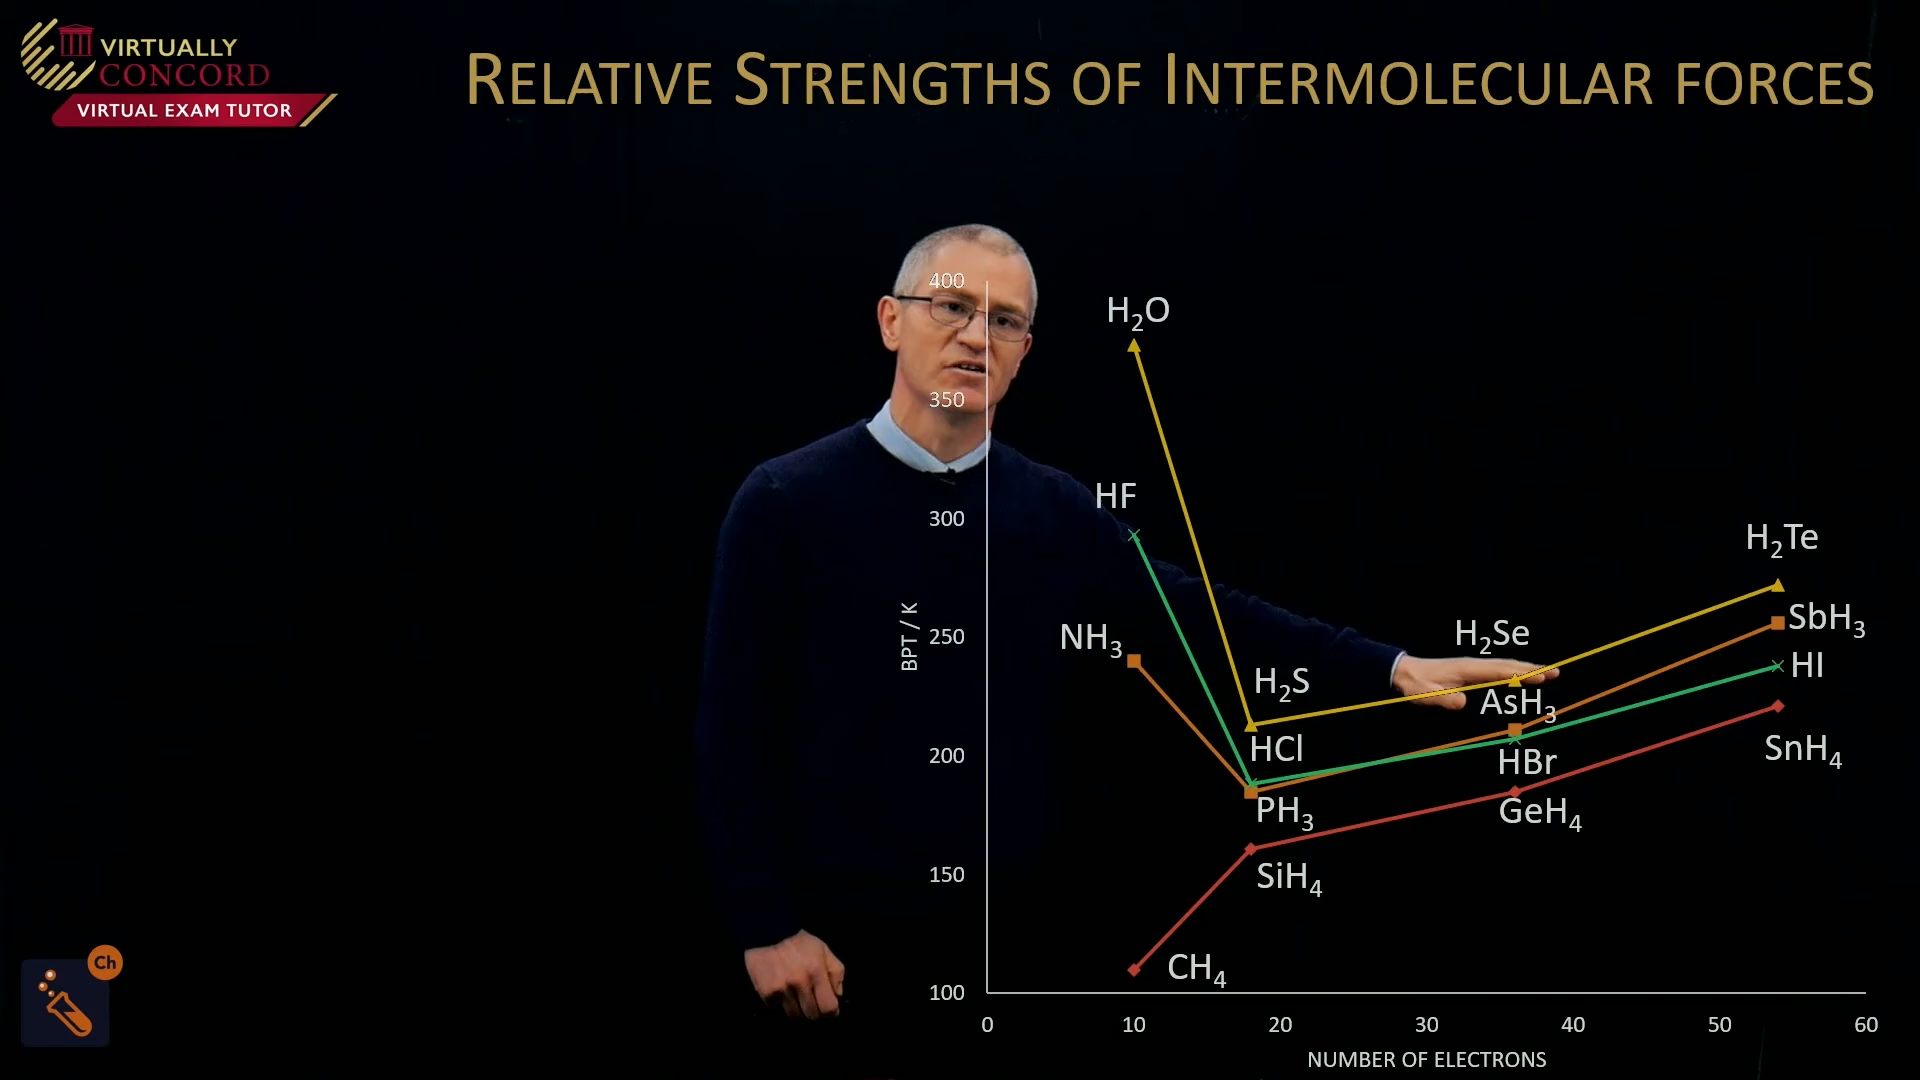 VIRTUALLY
CONCORD
VIRTUAL EXAM TUTOR
RELATIVE STRENGTHS OF INTERMOLECULAR FORCES
400
350
300
250
200
150
100
BPT / K
0 10 20 30 40 50 60
NUMBER OF ELECTRONS
H₂O
HF
NH₃
H₂S
HCl
PH₃
SiH₄
CH₄
H₂Se
AsH₃
HBr
GeH₄
H₂Te
SbH₃
HI
SnH₄
Ch